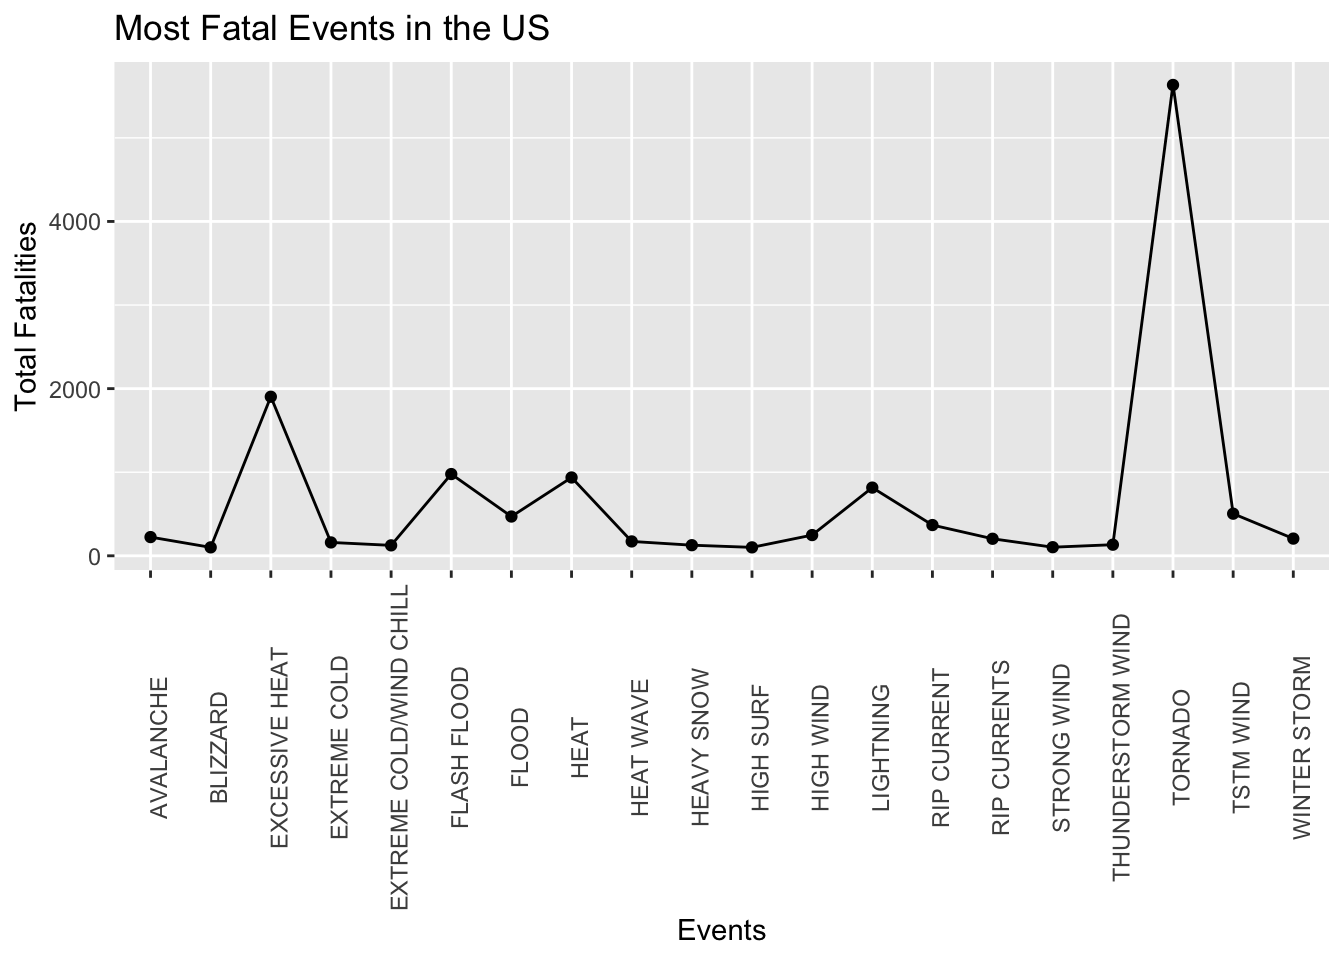 Most Fatal Events in the US
Total Fatalities
4000
2000
0
AVALANCHE
BLIZZARD
EXCESSIVE HEAT
EXTREME COLD
EXTREME COLD/WIND CHILL
FLASH FLOOD
FLOOD
HEAT
HEAT WAVE
HEAVY SNOW
HIGH SURF
HIGH WIND
LIGHTNING
RIP CURRENT
RIP CURRENTS
STRONG WIND
THUNDERSTORM WIND
TORNADO
TSTM WIND
WINTER STORM
Events